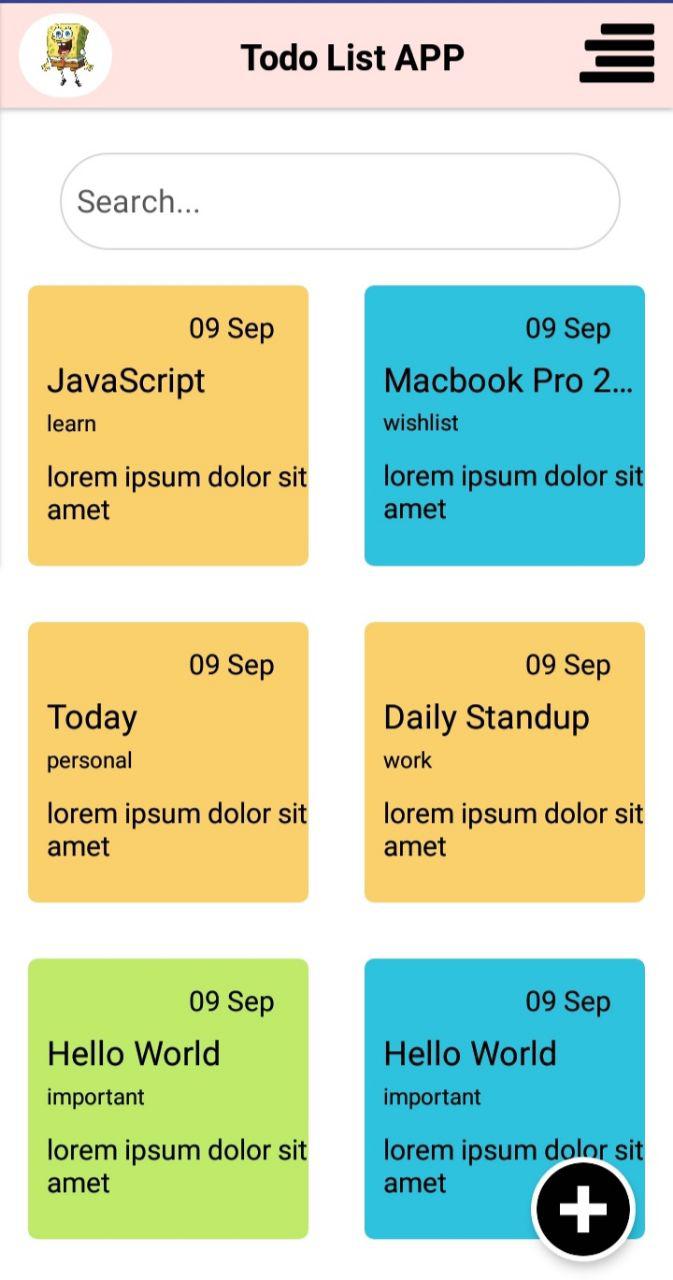 Todo List APP
Search...
09 Sep
JavaScript
learn
lorem ipsum dolor sit
amet
09 Sep
Macbook Pro 2...
wishlist
lorem ipsum dolor sit
amet
09 Sep
Today
personal
lorem ipsum dolor sit
amet
09 Sep
Daily Standup
work
lorem ipsum dolor sit
amet
09 Sep
Hello World
important
lorem ipsum dolor sit
amet
09 Sep
Hello World
important
lorem ipsum dolor sit
amet